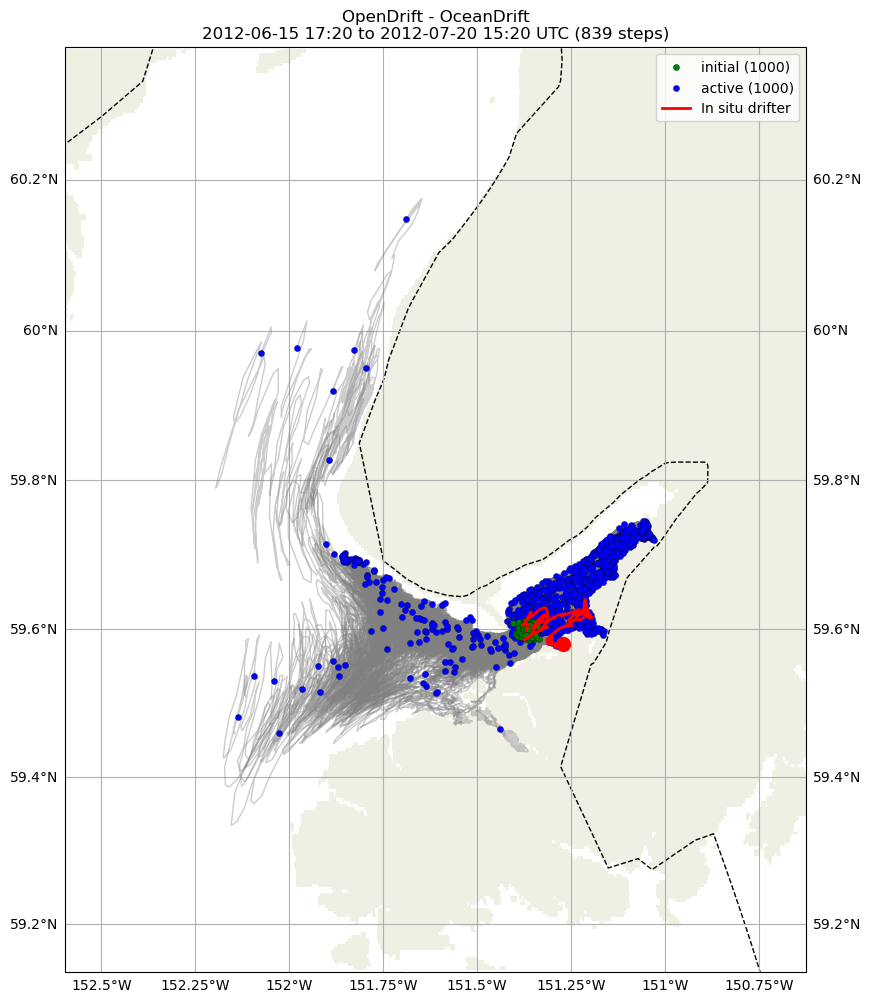 OpenDrift - OceanDrift
2012-06-15 17:20 to 2012-07-20 15:20 UTC (839 steps)
initial (1000)
active (1000)
In situ drifter
60.2°N 60.2°N
60°N 60°N
59.8°N 59.8°N
59.6°N 59.6°N
59.4°N 59.4°N
59.2°N 59.2°N
152.5°W 152.25°W 152°W 151.75°W 151.5°W 151.25°W 151°W 150.75°W